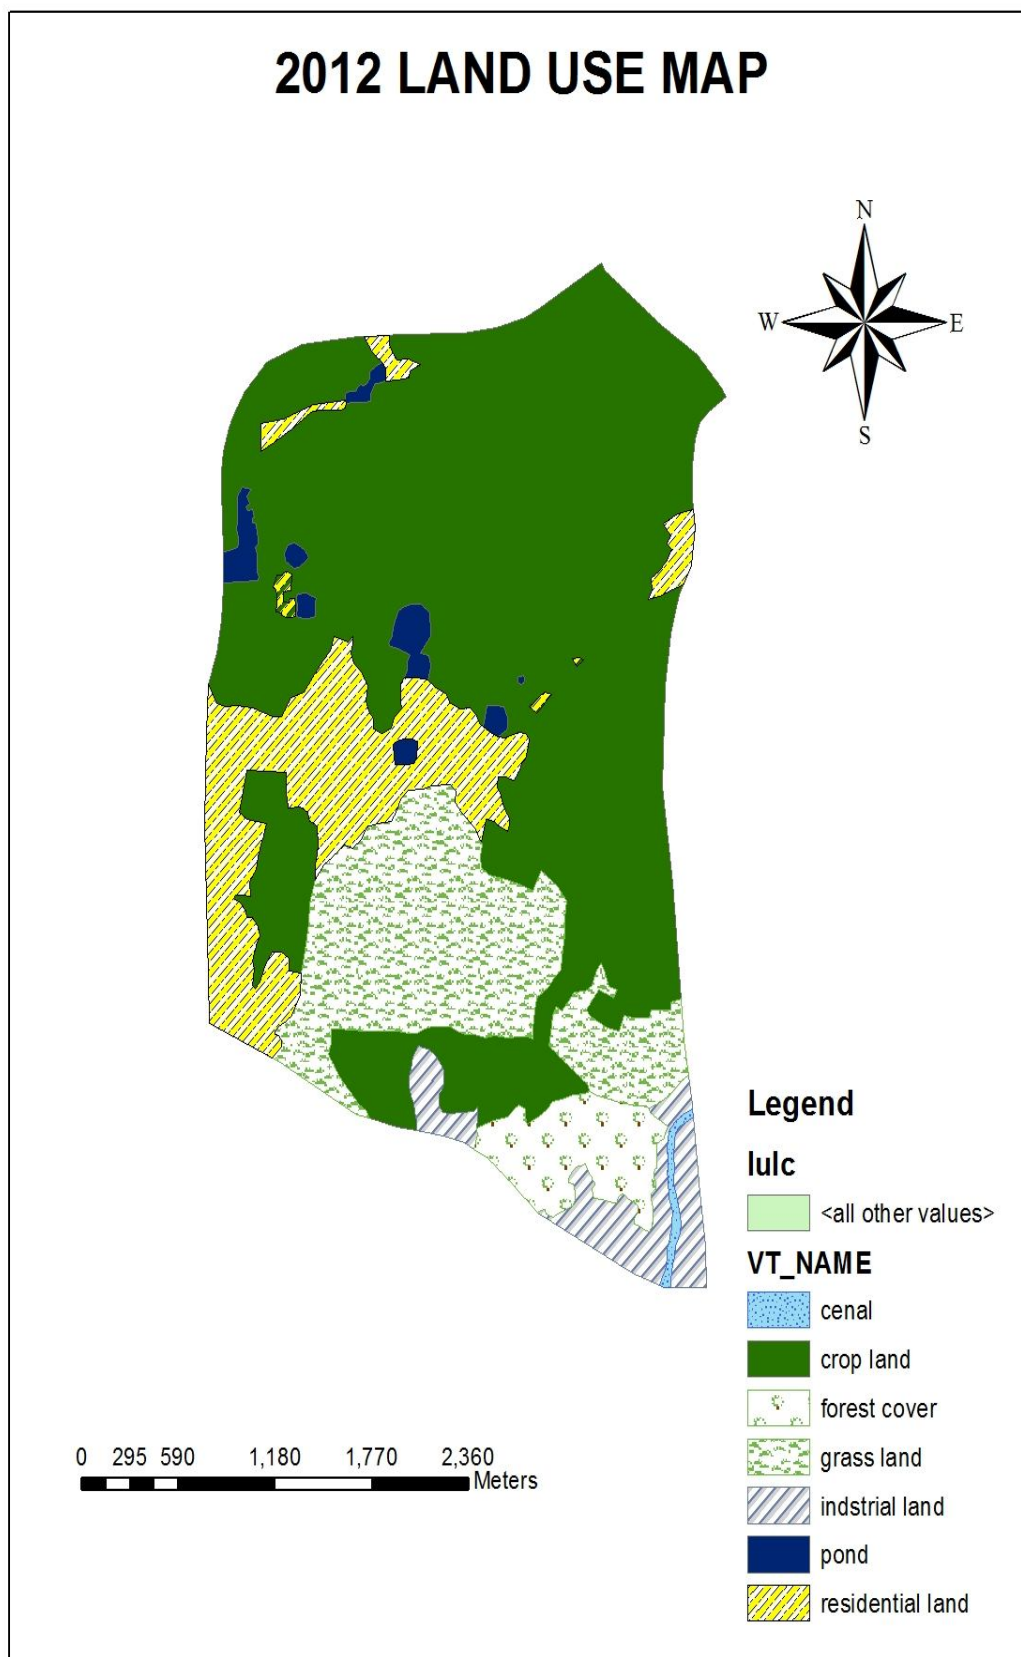 2012 LAND USE MAP
N
W E
S
Legend
lulc
<all other values>
VT_NAME
cenal
crop land
forest cover
grass land
indstrial land
pond
residential land
0 295 590 1,180 1,770 2,360
Meters